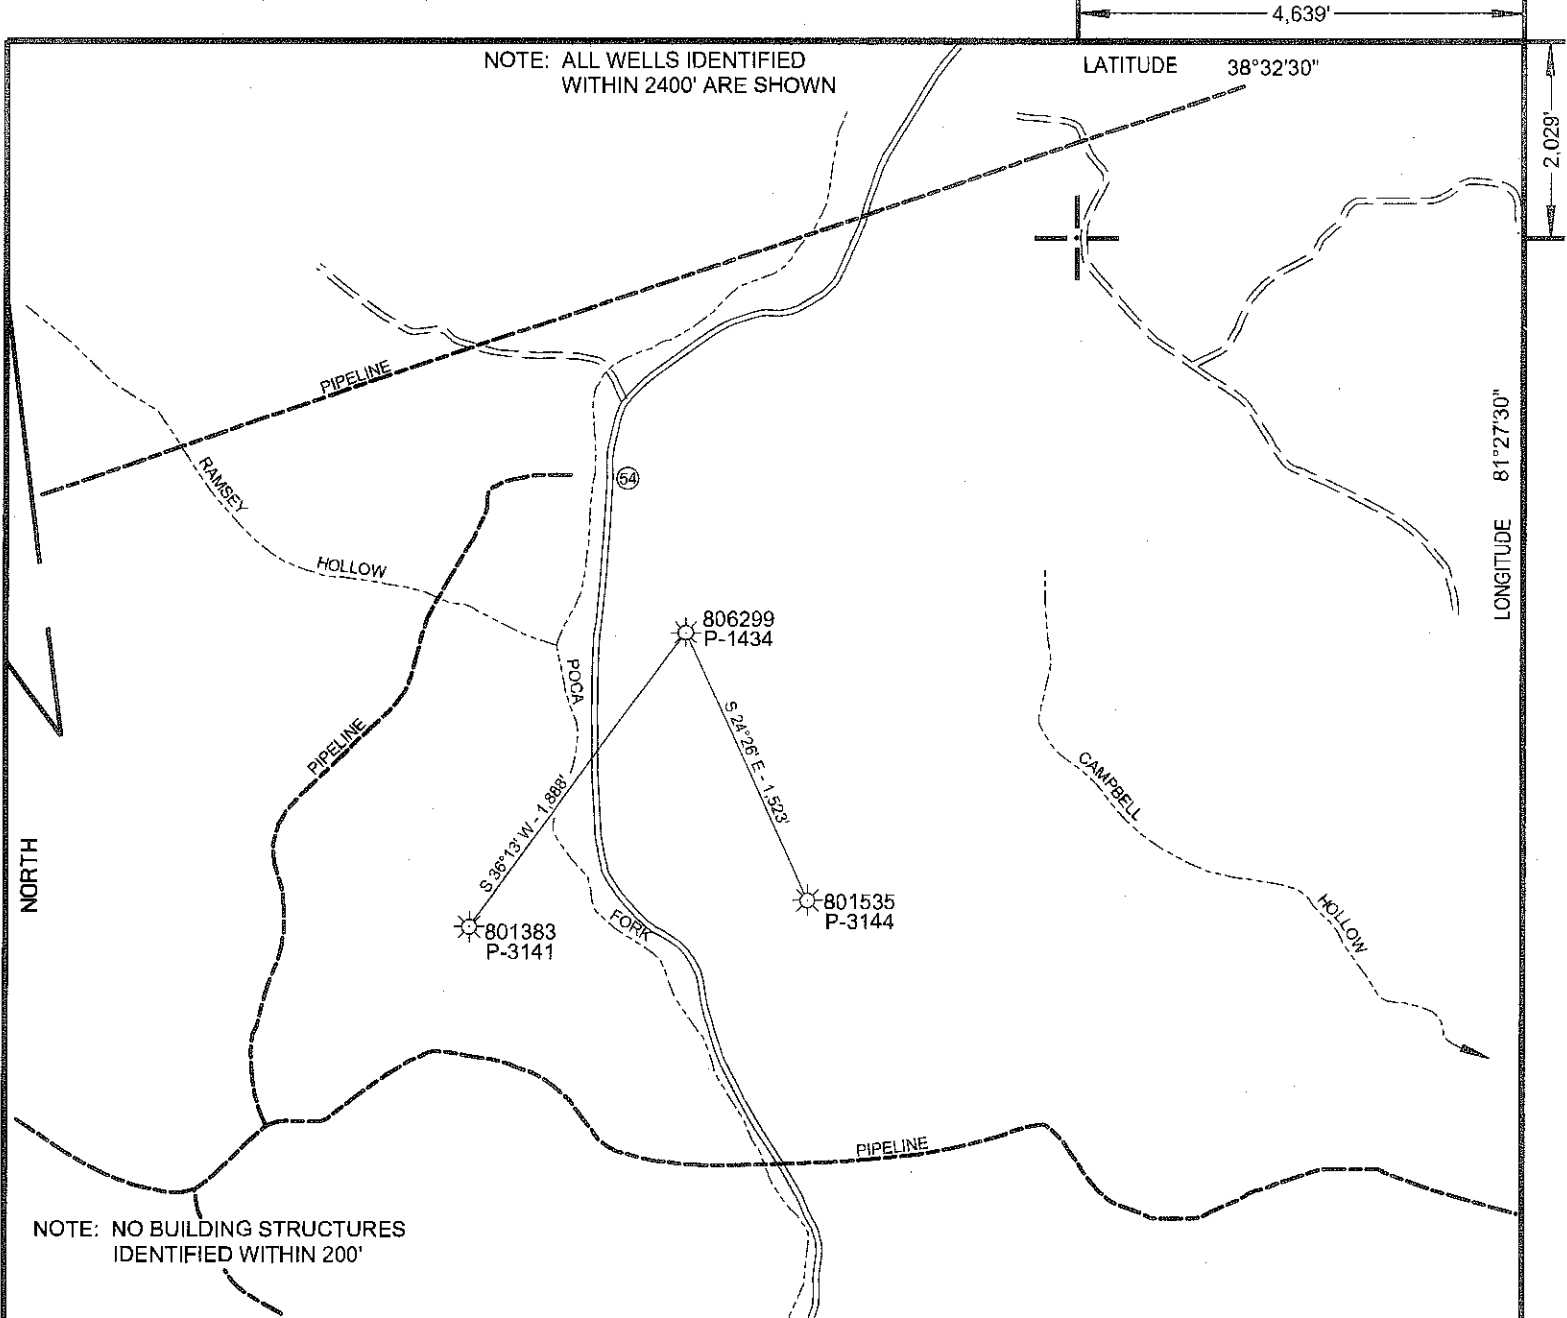 4,639'
NOTE: ALL WELLS IDENTIFIED
WITHIN 2400' ARE SHOWN
LATITUDE 38°32'30"
2,029'
PIPELINE
LONGITUDE 81°27'30"
RAMSEY
54
HOLLOW
806299
P-1434
POCA
S 24°26' E - 1,523'
PIPELINE
CAMPBELL
S 36°13' W - 1,888'
NORTH
801383
P-3141
FORK
801535
P-3144
HOLLOW
PIPELINE
NOTE: NO BUILDING STRUCTURES
IDENTIFIED WITHIN 200'